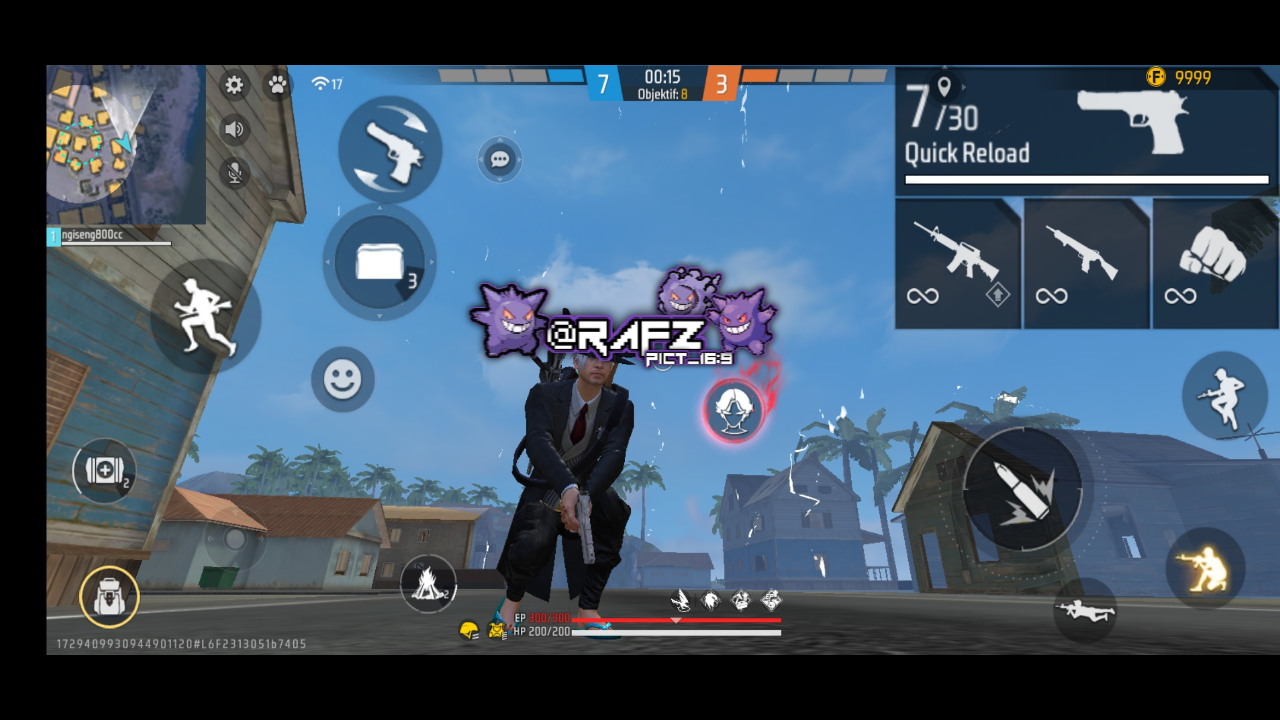 17
7
00:15
Objektif: 8
3
9999
7/30
Quick Reload
1 ngiseng800cc
3
@RAFZ
PICT_16:9
2
2
EP 300/300
HP 200/200
1729409930944901120#L6F2313051b7405